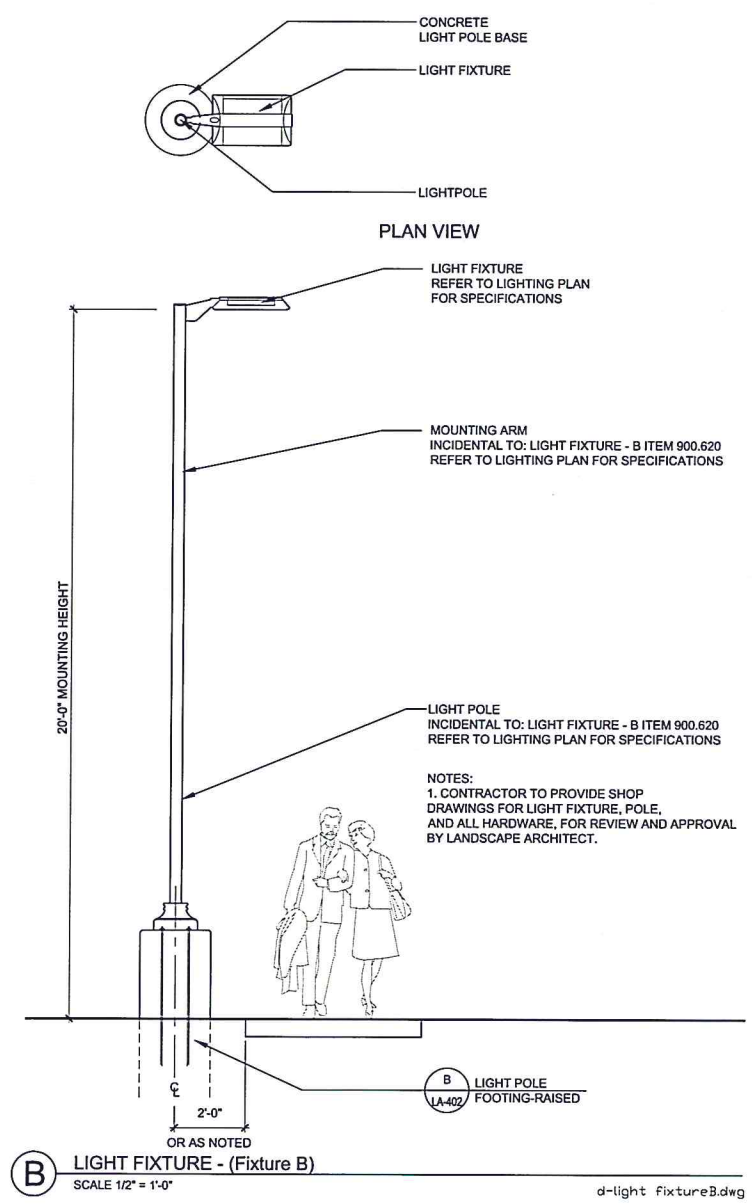 CONCRETE
LIGHT POLE BASE
LIGHT FIXTURE
LIGHTPOLE
PLAN VIEW
LIGHT FIXTURE
REFER TO LIGHTING PLAN
FOR SPECIFICATIONS
MOUNTING ARM
INCIDENTAL TO: LIGHT FIXTURE - B ITEM 900.620
REFER TO LIGHTING PLAN FOR SPECIFICATIONS
20'-0" MOUNTING HEIGHT
LIGHT POLE
INCIDENTAL TO: LIGHT FIXTURE - B ITEM 900.620
REFER TO LIGHTING PLAN FOR SPECIFICATIONS
NOTES:
1. CONTRACTOR TO PROVIDE SHOP
DRAWINGS FOR LIGHT FIXTURE, POLE,
AND ALL HARDWARE, FOR REVIEW AND APPROVAL
BY LANDSCAPE ARCHITECT.
B
LA-402
LIGHT POLE
FOOTING-RAISED
CL
2'-0"
OR AS NOTED
B
LIGHT FIXTURE - (Fixture B)
SCALE 1/2" = 1'-0"
d-light fixtureB.dwg